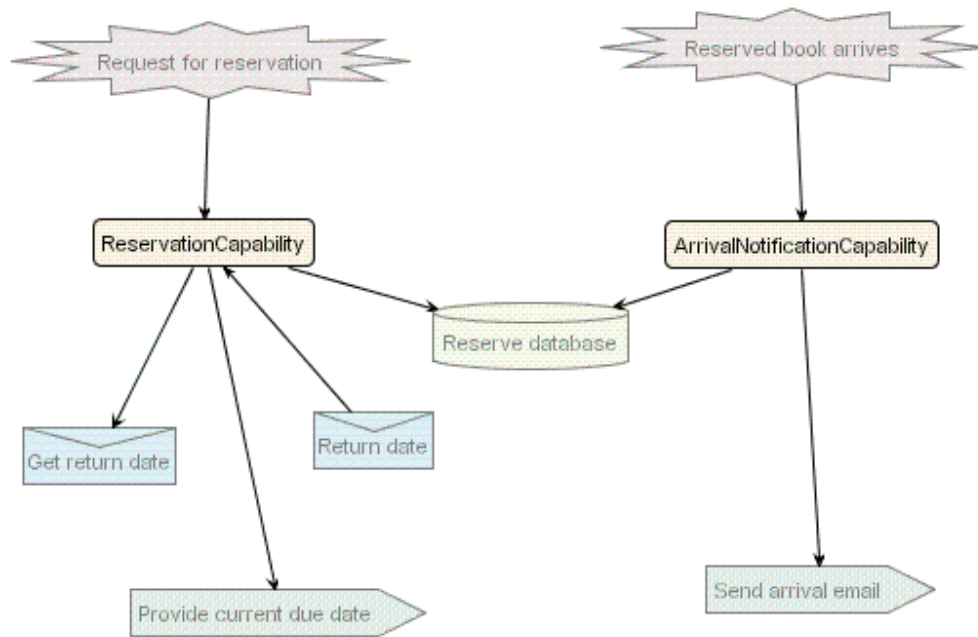 Request for reservation
Reserved book arrives
ReservationCapability
ArrivalNotificationCapability
Reserve database
Get return date
Return date
Provide current due date
Send arrival email